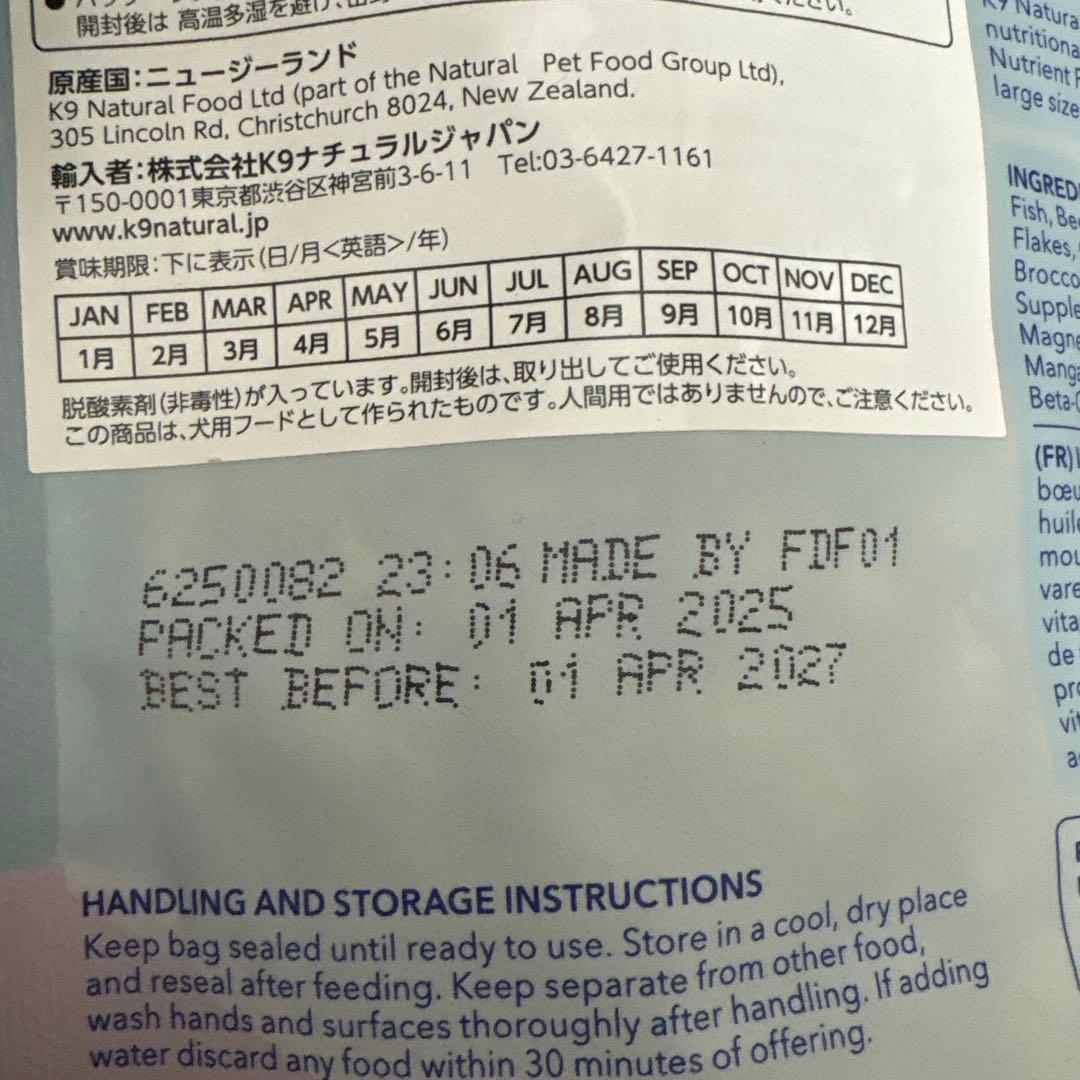 開封後は 高温多湿を避け、
原産国:ニュージーランド
K9 Natural Food Ltd (part of the Natural Pet Food Group Ltd),
305 Lincoln Rd, Christchurch 8024, New Zealand.
輸入者:株式会社K9ナチュラルジャパン
〒150-0001東京都渋谷区神宮前3-6-11 Tel:03-6427-1161
www.k9natural.jp
賞味期限:下に表示(日/月<英語>/年)
JAN FEB MAR APR MAY JUN JUL AUG SEP OCT NOV DEC
1月 2月 3月 4月 5月 6月 7月 8月 9月 10月 11月 12月
脱酸素剤(非毒性)が入っています。開封後は、取り出してご使用ください。
この商品は、犬用フードとして作られたものです。人間用ではありませんので、ご注意ください。
6250082 23:06 MADE BY FDF01
PACKED ON: 01 APR 2025
BEST BEFORE: 01 APR 2027
HANDLING AND STORAGE INSTRUCTIONS
Keep bag sealed until ready to use. Store in a cool, dry place
and reseal after feeding. Keep separate from other food,
wash hands and surfaces thoroughly after handling. If adding
water discard any food within 30 minutes of offering.
K9 Natura
nutritiona
Nutrient
large size
INGRED
Fish, Bee
Flakes,
Brocco
Supple
Magne
Manga
Beta-
(FR)
bœu
huile
mou
vare
vita
de
pro
vit